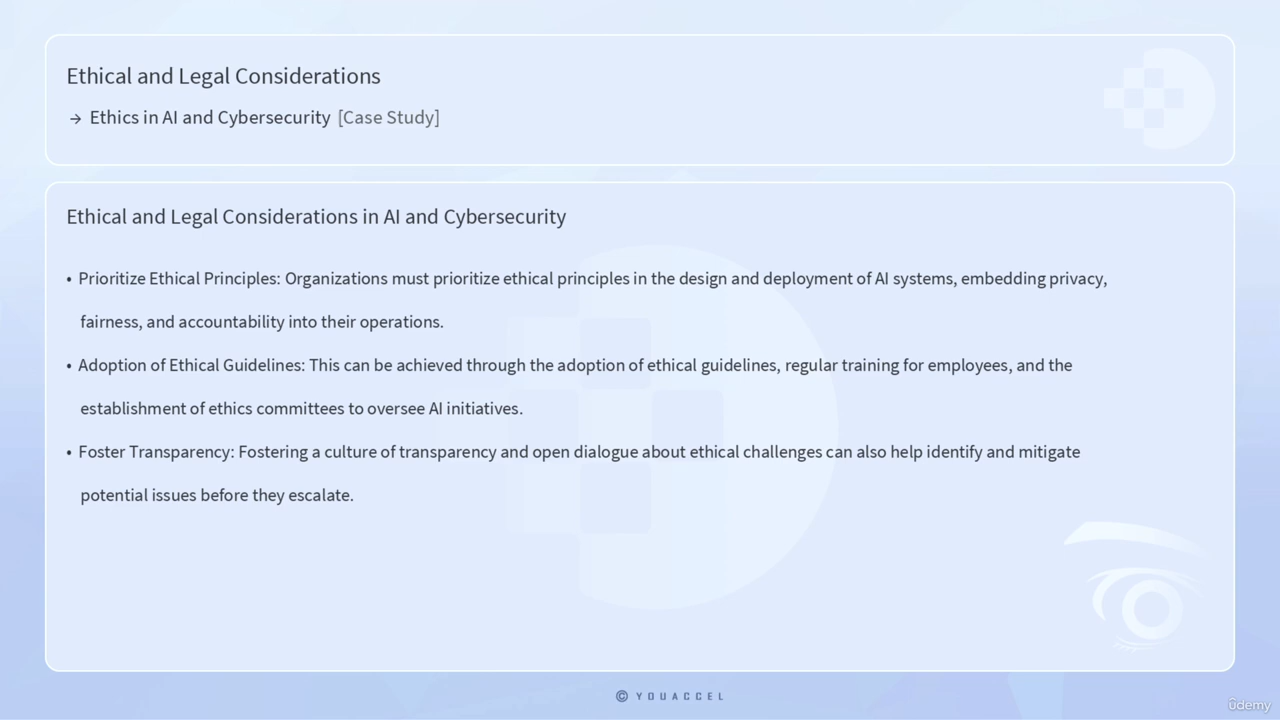 Ethical and Legal Considerations
→ Ethics in AI and Cybersecurity [Case Study]
Ethical and Legal Considerations in AI and Cybersecurity
• Prioritize Ethical Principles: Organizations must prioritize ethical principles in the design and deployment of AI systems, embedding privacy,
fairness, and accountability into their operations.
• Adoption of Ethical Guidelines: This can be achieved through the adoption of ethical guidelines, regular training for employees, and the
establishment of ethics committees to oversee AI initiatives.
• Foster Transparency: Fostering a culture of transparency and open dialogue about ethical challenges can also help identify and mitigate
potential issues before they escalate.
© YOUACCEL
ûdemy